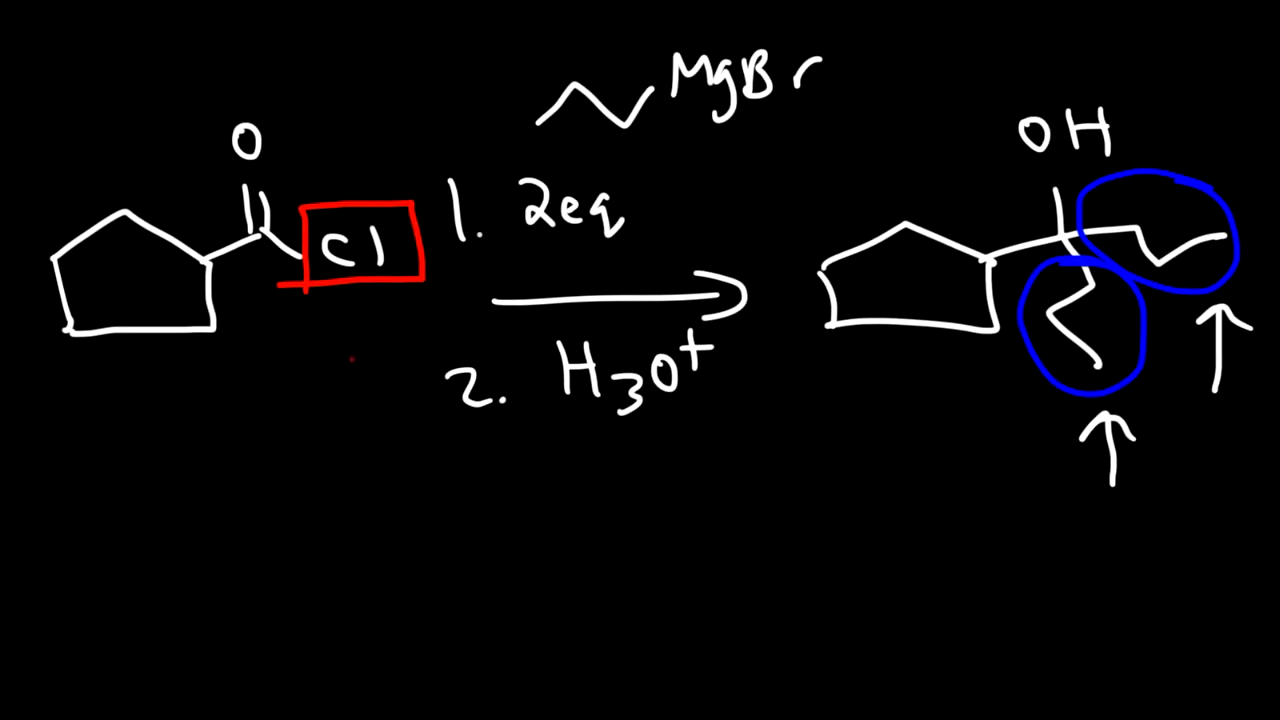 MgBr
O
Cl
1. 2eq
2. H3O+
OH